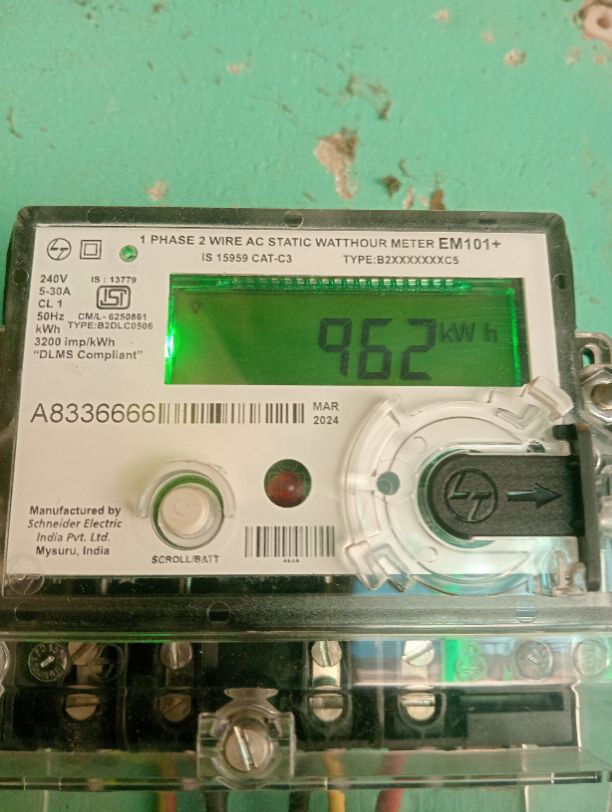 1 PHASE 2 WIRE AC STATIC WATTHOUR METER EM101+
IS 15959 CAT-C3 TYPE:B2XXXXXXXC5
240V
5-30A
CL 1
50Hz
kWh
3200 imp/kWh
"DLMS Compliant"
IS : 13779
ISI
CM/L- 6250861
TYPE:B2DLC0506
962 kWh
A8336666
MAR
2024
Manufactured by
Schneider Electric
India Pvt. Ltd.
Mysuru, India
SCROLL/BATT
LT